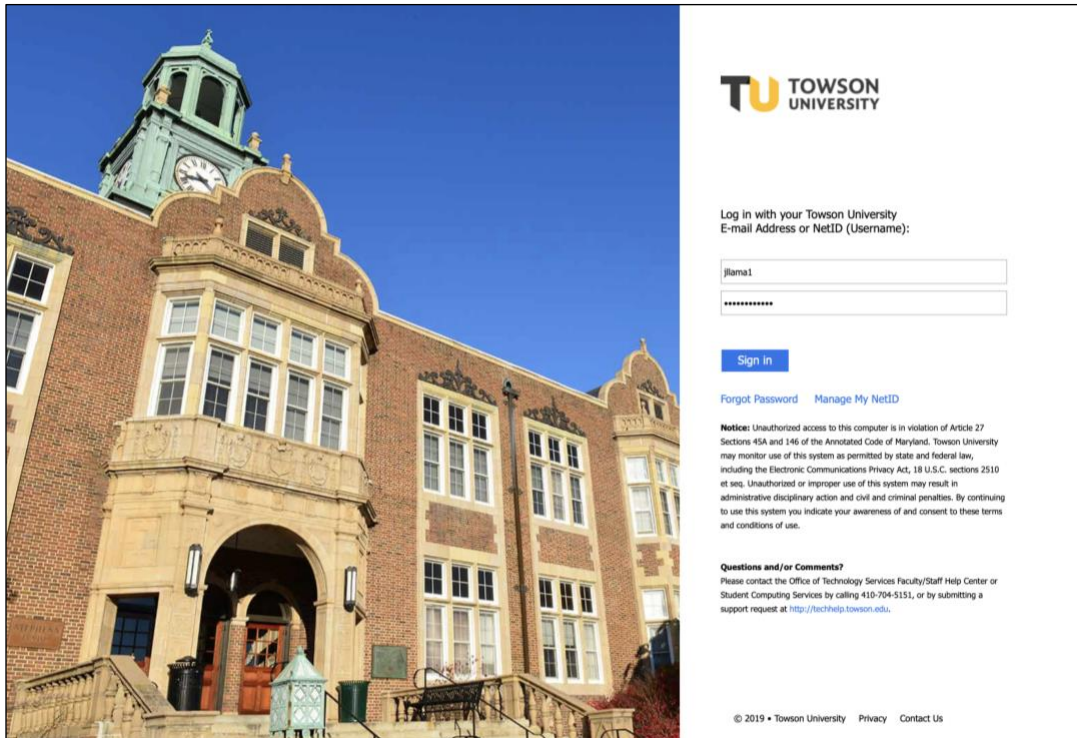 TU TOWSON
UNIVERSITY
Log in with your Towson University
E-mail Address or NetID (Username):
jllama1
••••••••••••
Sign in
Forgot Password Manage My NetID
Notice: Unauthorized access to this computer is in violation of Article 27
Sections 45A and 146 of the Annotated Code of Maryland. Towson University
may monitor use of this system as permitted by state and federal law,
including the Electronic Communications Privacy Act, 18 U.S.C. sections 2510
et seq. Unauthorized or improper use of this system may result in
administrative disciplinary action and civil and criminal penalties. By continuing
to use this system you indicate your awareness of and consent to these terms
and conditions of use.
Questions and/or Comments?
Please contact the Office of Technology Services Faculty/Staff Help Center or
Student Computing Services by calling 410-704-5151, or by submitting a
support request at http://techhelp.towson.edu.
© 2019 • Towson University Privacy Contact Us